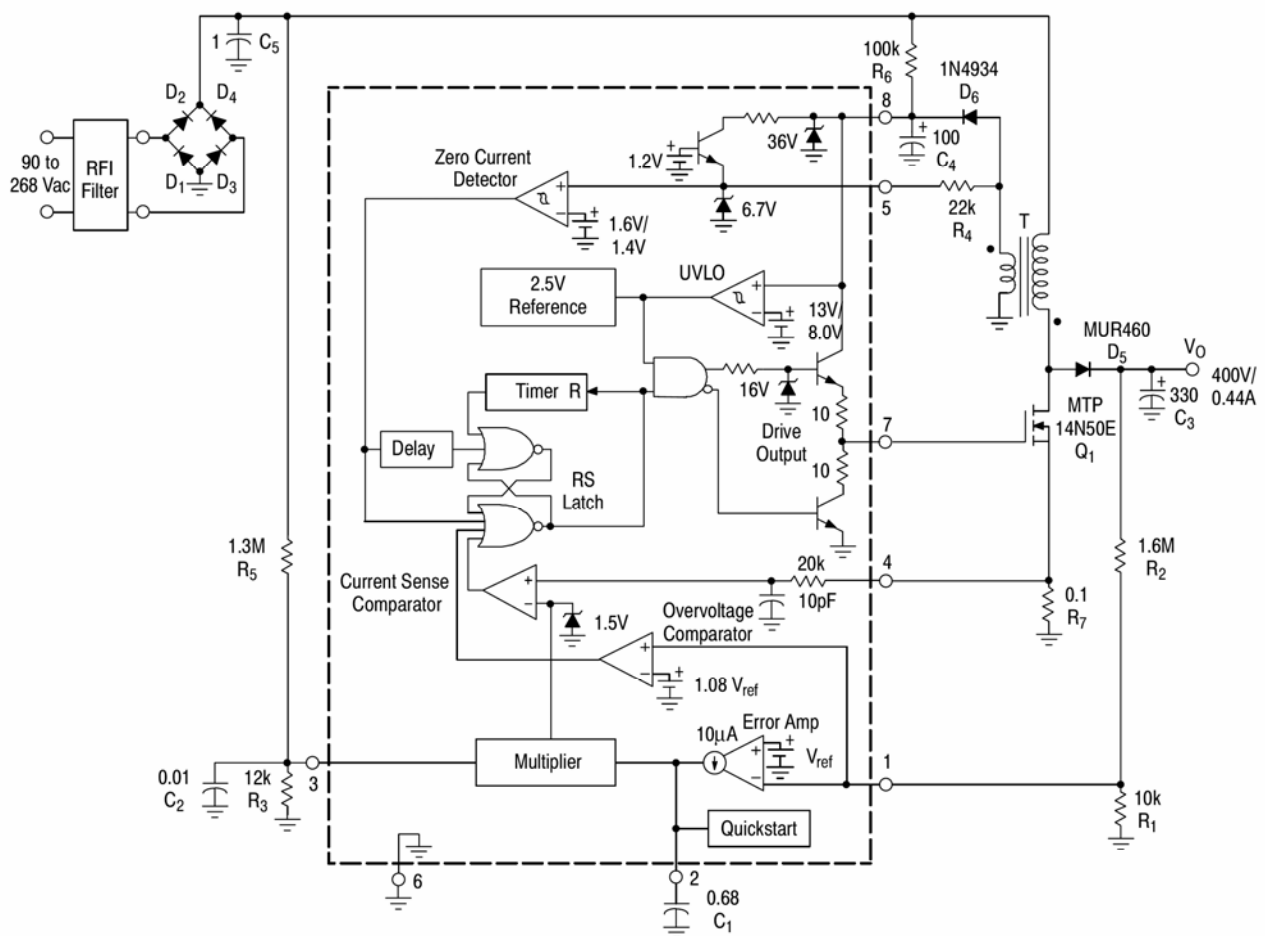 1
C5
100k
R6
1N4934
D6
8
D2
D4
D1
D3
90 to
268 Vac
RFI
Filter
100
C4
36V
1.2V
Zero Current
Detector
+
−
+
1.6V/
1.4V
6.7V
5
22k
R4
T
2.5V
Reference
UVLO
+
−
+
13V/
8.0V
MUR460
D5
VO
400V/
0.44A
330
C3
+
MTP
14N50E
Q1
Timer R
16V
10
10
7
Drive
Output
Delay
RS
Latch
1.3M
R5
1.6M
R2
Current Sense
Comparator
+
−
1.5V
20k
10pF
4
0.1
R7
Overvoltage
Comparator
+
−
+
1.08 Vref
Error Amp
10μA
+
−
+
Vref
1
Multiplier
3
0.01
C2
12k
R3
10k
R1
Quickstart
6
2
0.68
C1